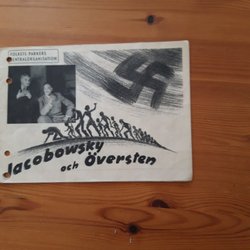 FOLKETS PARKERS
CENTRALORGANISATION
Jacobowsky
och Översten